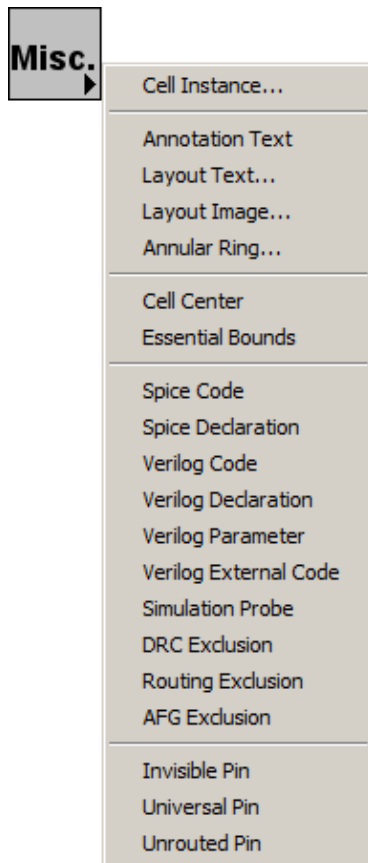 Misc.
Cell Instance...
Annotation Text
Layout Text...
Layout Image...
Annular Ring...
Cell Center
Essential Bounds
Spice Code
Spice Declaration
Verilog Code
Verilog Declaration
Verilog Parameter
Verilog External Code
Simulation Probe
DRC Exclusion
Routing Exclusion
AFG Exclusion
Invisible Pin
Universal Pin
Unrouted Pin